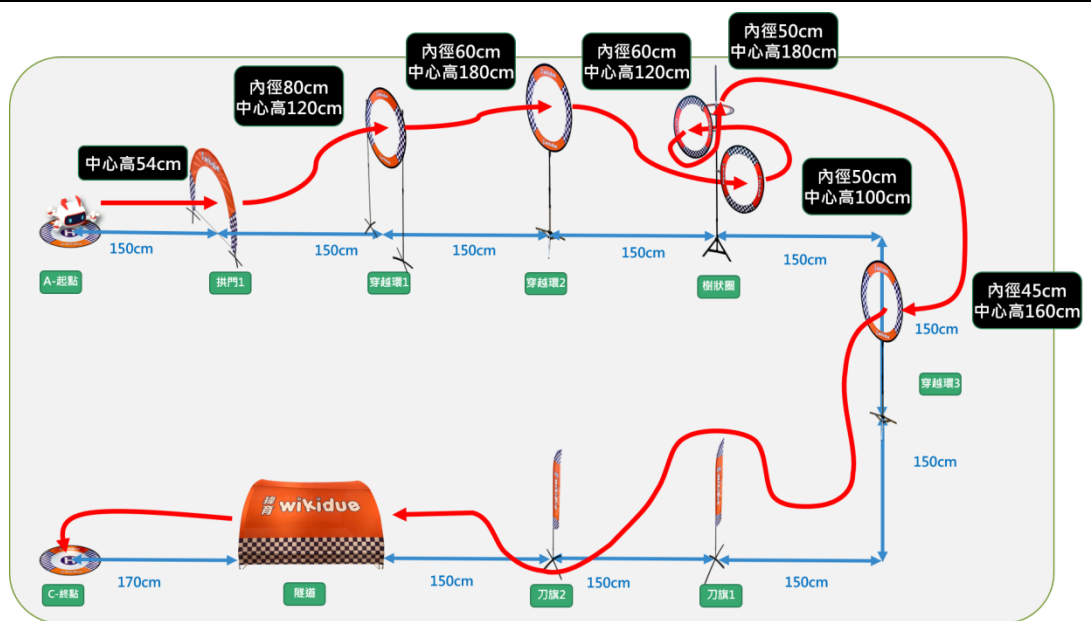 內徑50cm
中心高180cm
內徑60cm
中心高180cm
內徑60cm
中心高120cm
內徑80cm
中心高120cm
中心高54cm
內徑50cm
中心高100cm
150cm
150cm
150cm
150cm
150cm
A-起點
拱門1
穿越環1
穿越環2
樹狀圈
內徑45cm
中心高160cm
150cm
穿越環3
150cm
緯育
wikidue
170cm
150cm
150cm
150cm
C-終點
隧道
刀旗2
刀旗1